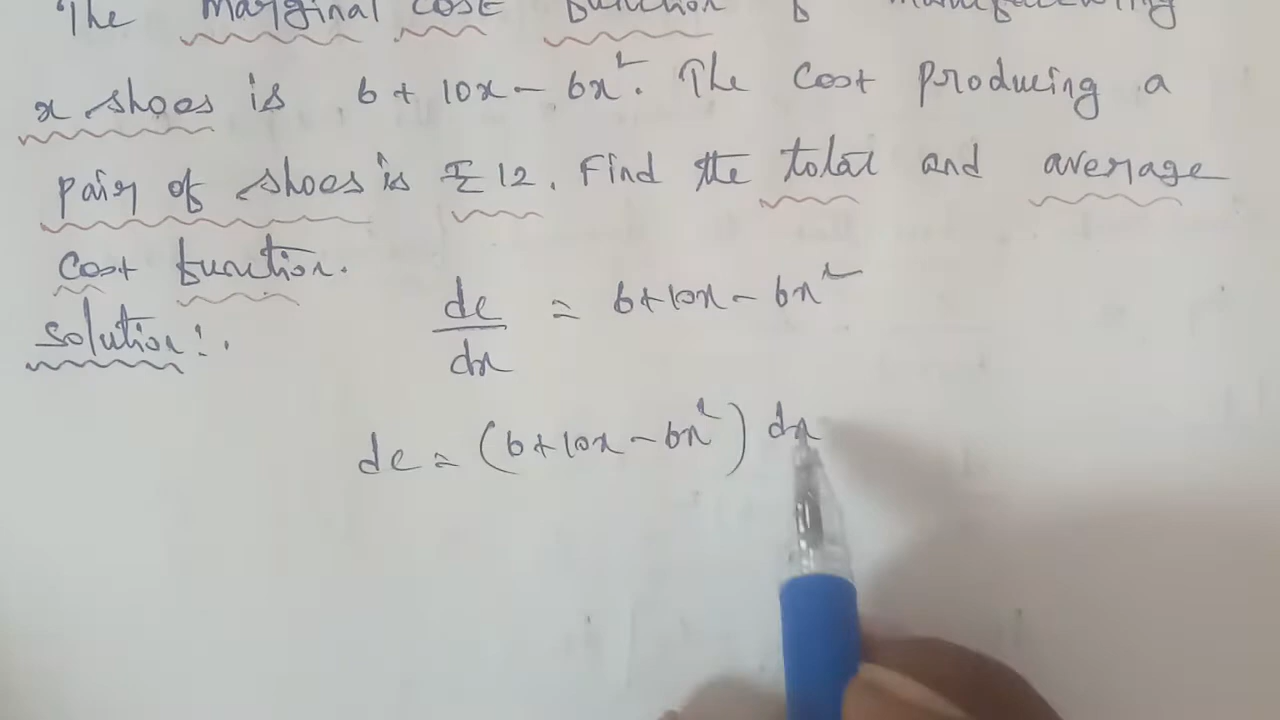 The marginal cost function of manufacturing
x shoes is 6 + 10x - 6x². The cost producing a
pair of shoes is ₹ 12. Find the total and average
cost function.
solution:.
dc/dx = 6+10x - 6x²
dc = (6+10x - 6x²) dx